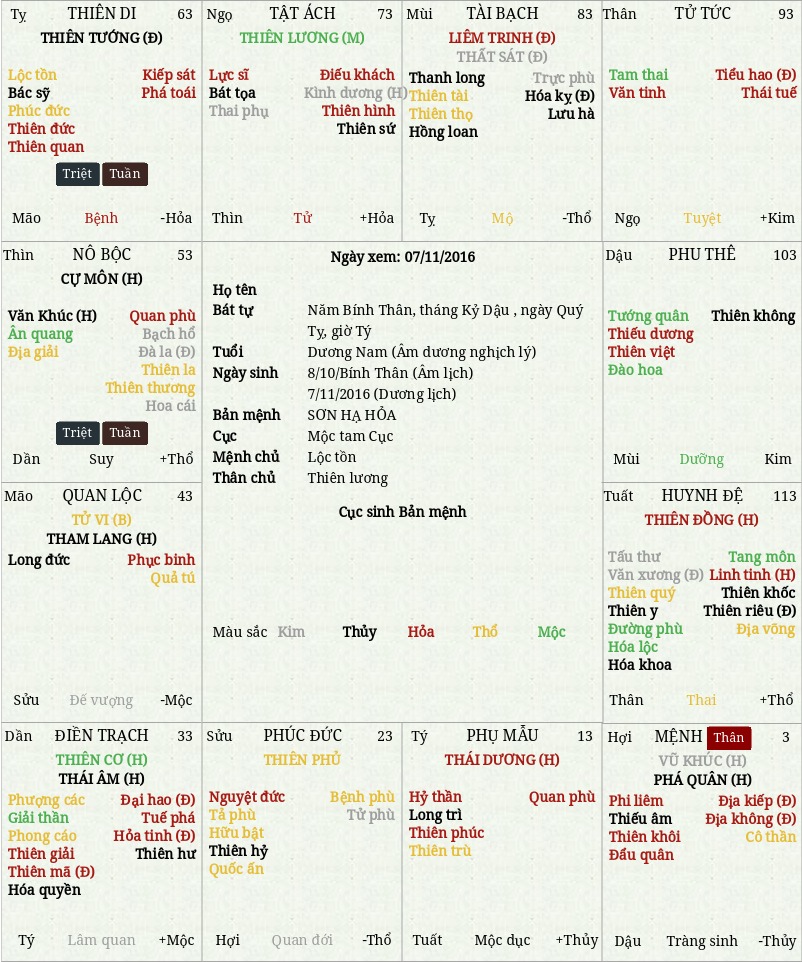 Tỵ THIÊN DI 63
THIÊN TƯỚNG (Đ)
Lộc tồn Kiếp sát
Bác sỹ Phá toái
Phúc đức
Thiên đức
Thiên quan
Triệt Tuần
Mão Bệnh -Hỏa
Ngọ TẬT ÁCH 73
THIÊN LƯƠNG (M)
Lực sĩ Điếu khách
Bát tọa Kình dương (H)
Thai phụ Thiên hình
Thiên sứ
Thìn Tử +Hỏa
Mùi TÀI BẠCH 83
LIÊM TRINH (Đ)
THẤT SÁT (Đ)
Thanh long Trực phù
Thiên tài Hóa kỵ (Đ)
Thiên thọ Lưu hà
Hồng loan
Tỵ Mộ -Thổ
Thân TỬ TỨC 93
Tam thai Tiểu hao (Đ)
Văn tinh Thái tuế
Ngọ Tuyệt +Kim
Thìn NÔ BỘC 53
CỰ MÔN (H)
Văn Khúc (H) Quan phù
Ân quang Bạch hổ
Địa giải Đà la (Đ)
Thiên la
Thiên thương
Hoa cái
Triệt Tuần
Dần Suy +Thổ
Ngày xem: 07/11/2016
Họ tên
Bát tự Năm Bính Thân, tháng Kỷ Dậu , ngày Quý
Tỵ, giờ Tý
Tuổi Dương Nam (Âm dương nghịch lý)
Ngày sinh 8/10/Bính Thân (Âm lịch)
7/11/2016 (Dương lịch)
Bản mệnh SƠN HẠ HỎA
Cục Mộc tam Cục
Mệnh chủ Lộc tồn
Thân chủ Thiên lương
Cục sinh Bản mệnh
Màu sắc Kim Thủy Hỏa Thổ Mộc
Dậu PHU THÊ 103
Tướng quân Thiên không
Thiếu dương
Thiên việt
Đào hoa
Mùi Dưỡng Kim
Mão QUAN LỘC 43
TỬ VI (B)
THAM LANG (H)
Long đức Phục binh
Quả tú
Sửu Đế vượng -Mộc
Tuất HUYNH ĐỆ 113
THIÊN ĐỒNG (H)
Tấu thư Tang môn
Văn xương (Đ) Linh tinh (H)
Thiên quý Thiên khốc
Thiên y Thiên riêu (Đ)
Đường phù Địa võng
Hóa lộc
Hóa khoa
Thân Thai +Thổ
Dần ĐIỀN TRẠCH 33
THIÊN CƠ (H)
THÁI ÂM (H)
Phượng các Đại hao (Đ)
Giải thần Tuế phá
Phong cáo Hỏa tinh (Đ)
Thiên giải Thiên hư
Thiên mã (Đ)
Hóa quyền
Tý Lâm quan +Mộc
Sửu PHÚC ĐỨC 23
THIÊN PHỦ
Nguyệt đức Bệnh phù
Tả phù Tử phù
Hữu bật
Thiên hỷ
Quốc ấn
Hợi Quan đới -Thổ
Tý PHỤ MẪU 13
THÁI DƯƠNG (H)
Hỷ thần Quan phù
Long trì
Thiên phúc
Thiên trù
Tuất Mộc dục +Thủy
Hợi MỆNH Thân 3
VŨ KHÚC (H)
PHÁ QUÂN (H)
Phi liêm Địa kiếp (Đ)
Thiếu âm Địa không (Đ)
Thiên khôi Cô thần
Đẩu quân
Dậu Tràng sinh -Thủy